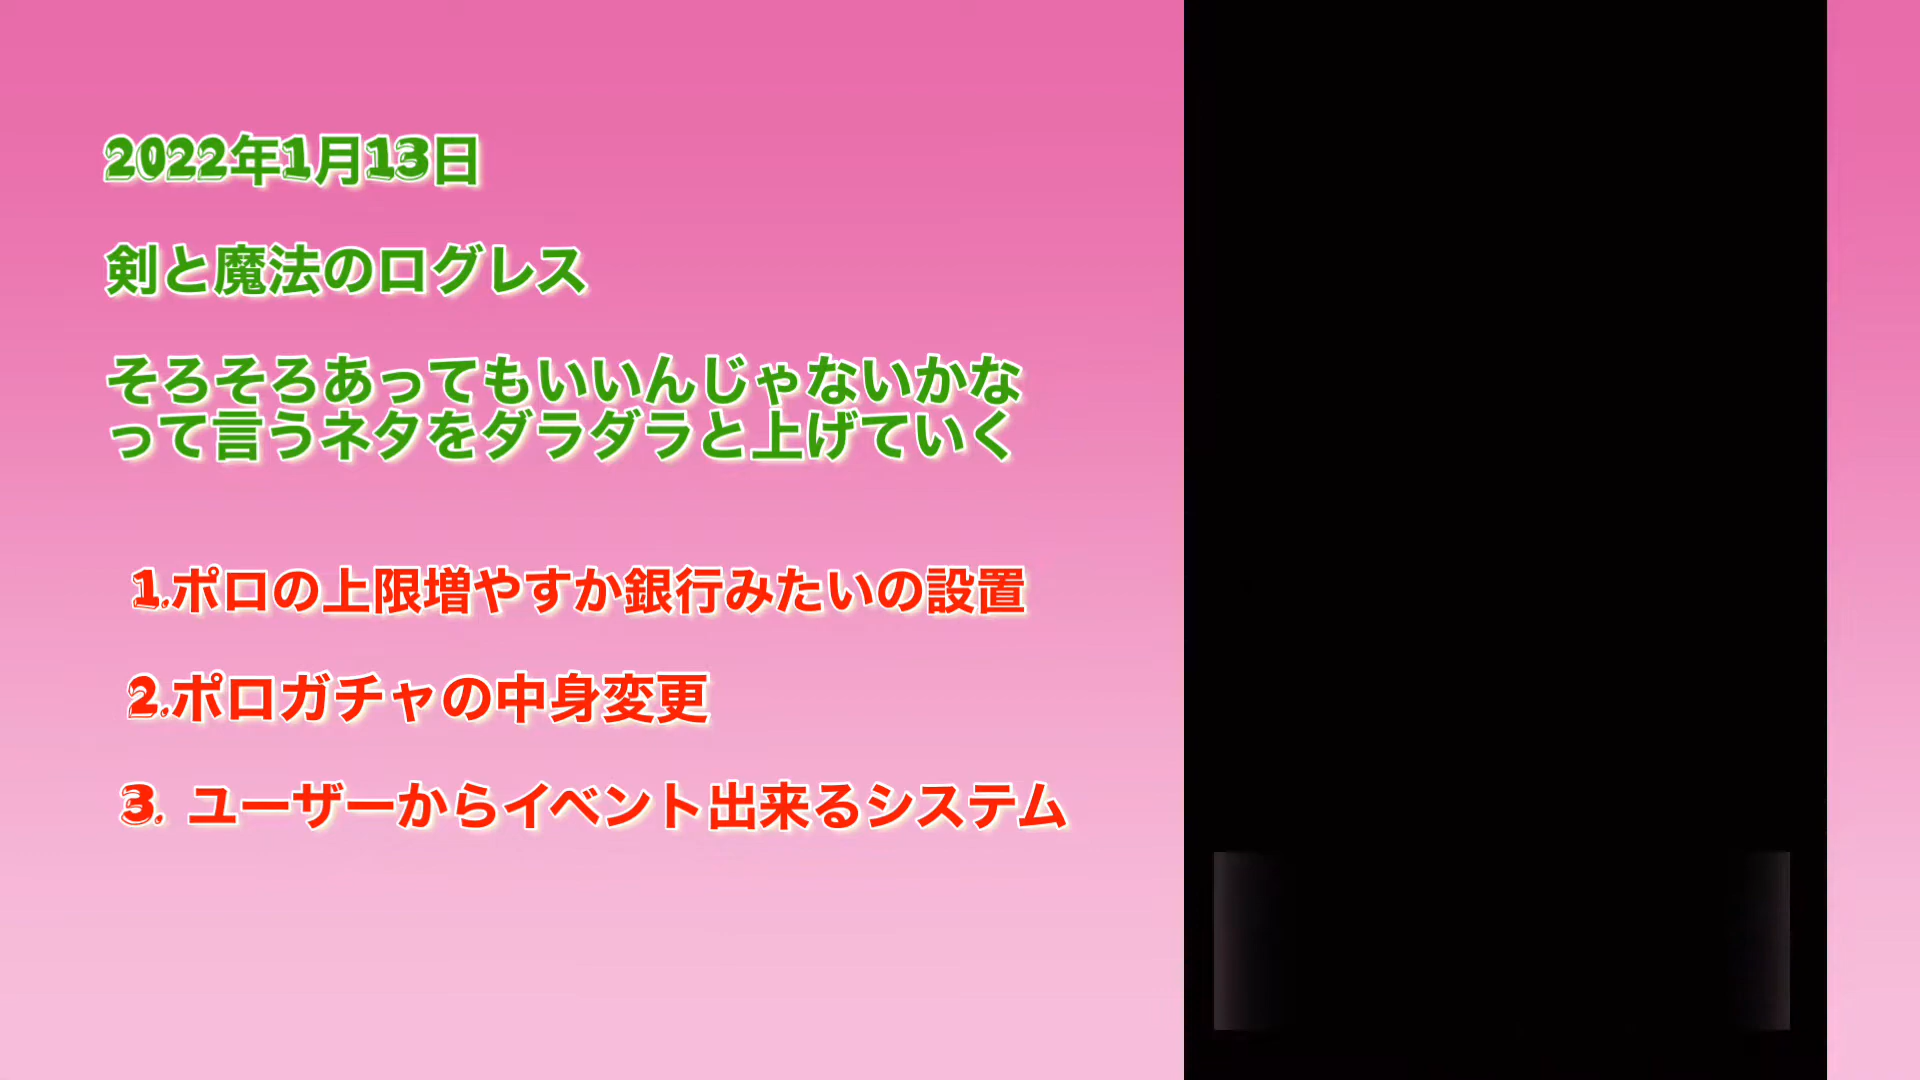 2022年1月13日
剣と魔法のログレス
そろそろあってもいいんじゃないかな
って言うネタをダラダラと上げていく
1.ポロの上限増やすか銀行みたいの設置
2.ポロガチャの中身変更
3. ユーザーからイベント出来るシステム